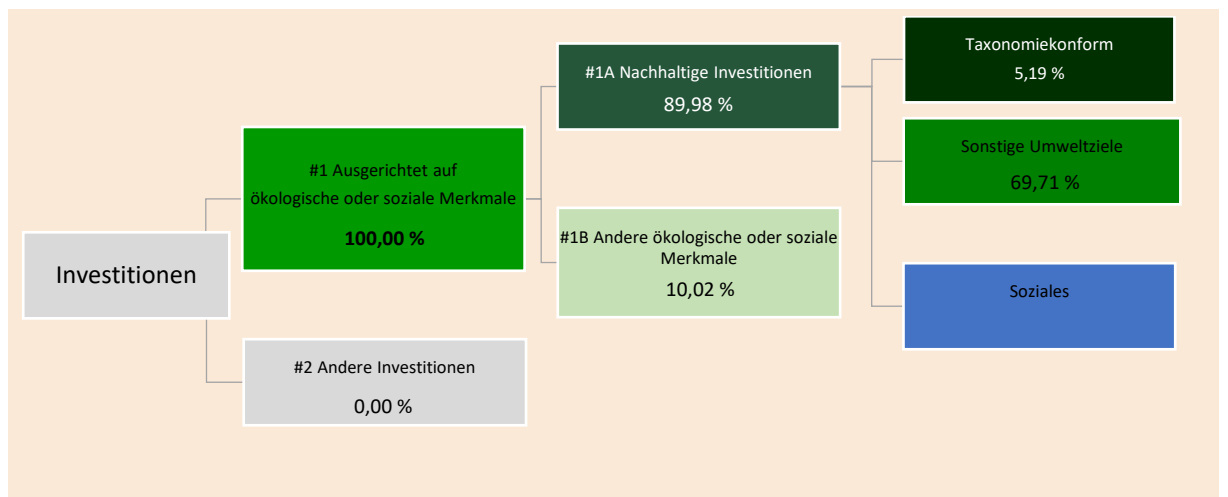 Investitionen
#1 Ausgerichtet auf
ökologische oder soziale Merkmale
100,00 %
#2 Andere Investitionen
0,00 %
#1A Nachhaltige Investitionen
89,98 %
#1B Andere ökologische oder soziale
Merkmale
10,02 %
Taxonomiekonform
5,19 %
Sonstige Umweltziele
69,71 %
Soziales